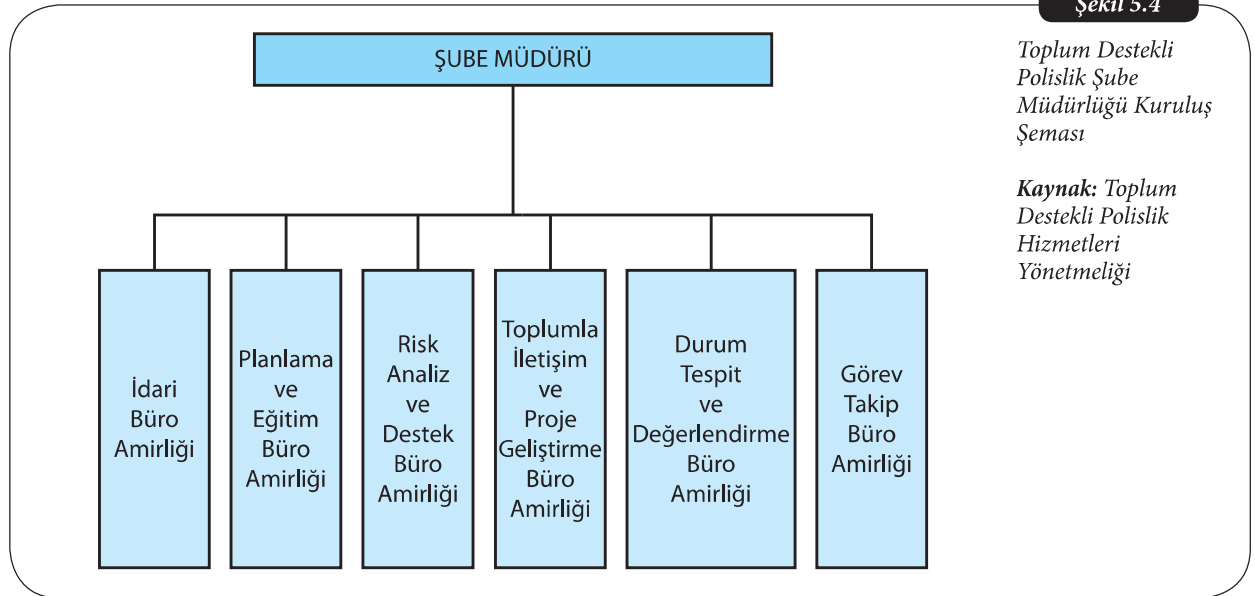 Şekil 5.4
Toplum Destekli
Polislik Şube
Müdürlüğü Kuruluş
Şeması
Kaynak: Toplum
Destekli Polislik
Hizmetleri
Yönetmeliği
ŞUBE MÜDÜRÜ
İdari
Büro
Amirliği
Planlama
ve
Eğitim
Büro
Amirliği
Risk
Analiz
ve
Destek
Büro
Amirliği
Toplumla
İletişim
ve
Proje
Geliştirme
Büro
Amirliği
Durum
Tespit
ve
Değerlendirme
Büro
Amirliği
Görev
Takip
Büro
Amirliği